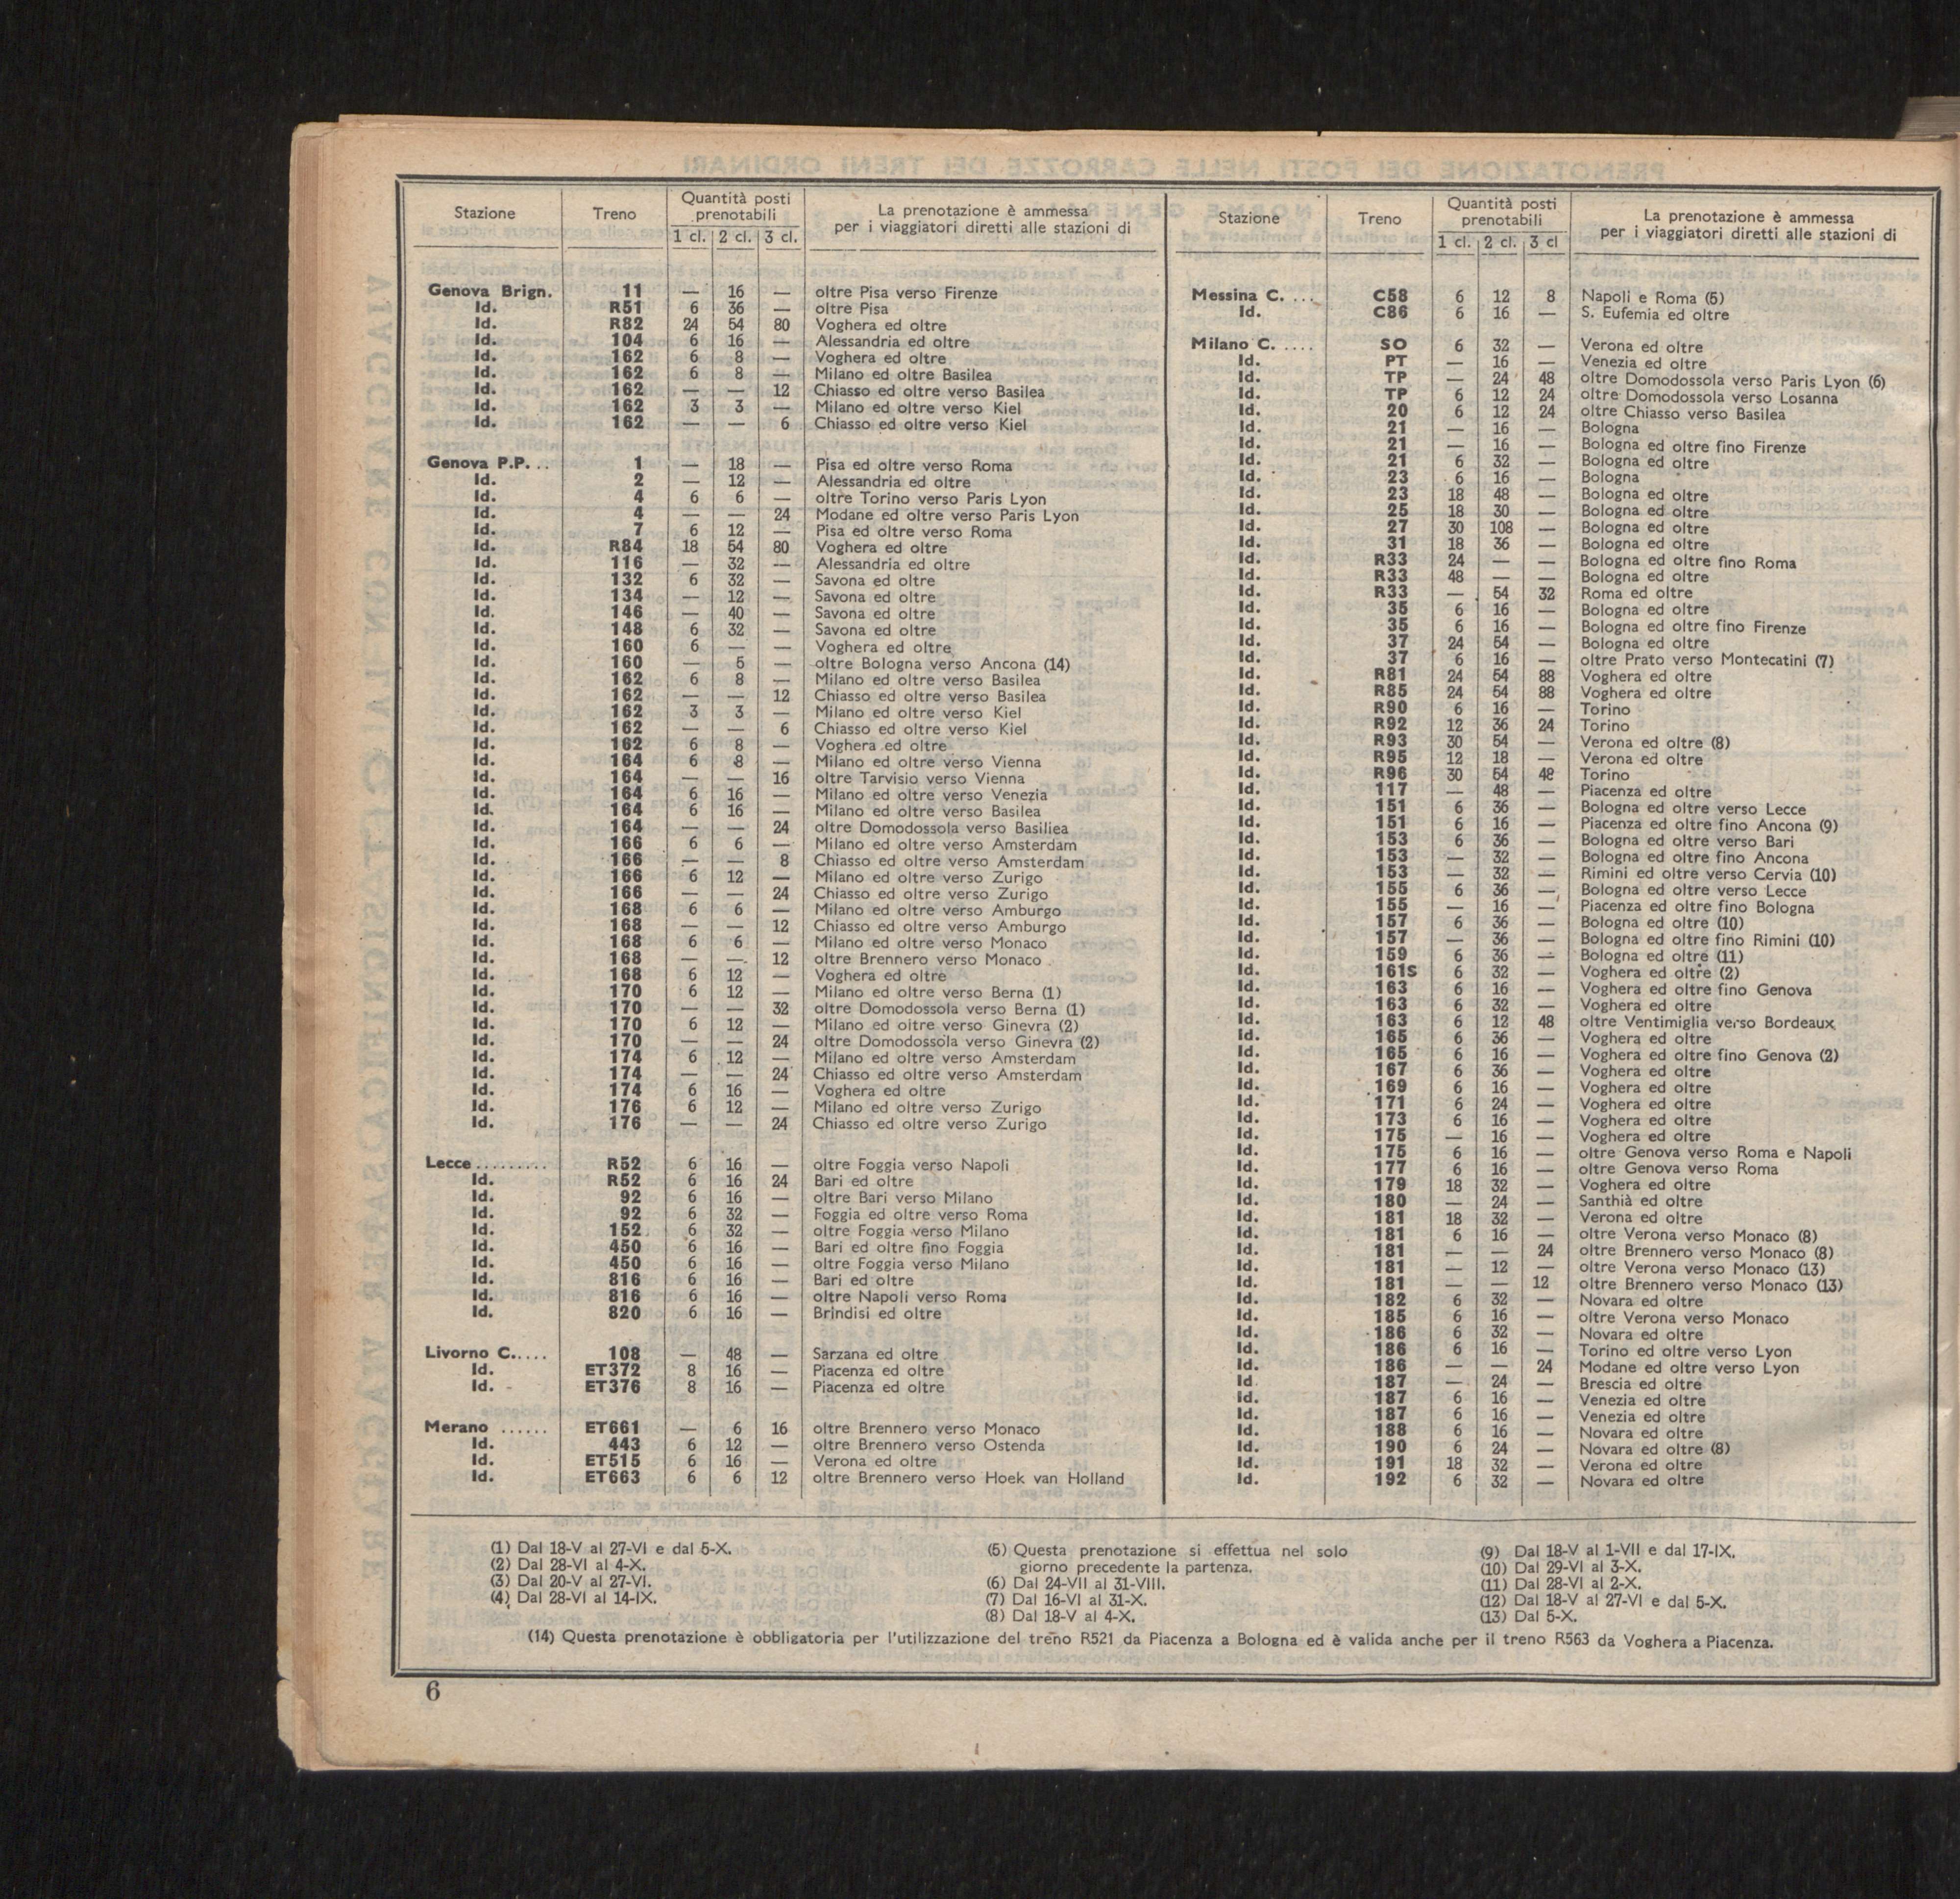 Stazione Treno Quantità posti prenotabili La prenotazione è ammessa per i viaggiatori diretti alle stazioni di
1 cl. 2 cl. 3 cl.
Genova Brign. 11 — 16 — oltre Pisa verso Firenze
Id. R51 6 36 — oltre Pisa
Id. R82 24 54 80 Voghera ed oltre
Id. 104 6 16 — Alessandria ed oltre
Id. 162 6 8 — Voghera ed oltre
Id. 162 6 8 — Milano ed oltre Basilea
Id. 162 — — 12 Chiasso ed oltre verso Basilea
Id. 162 3 3 — Milano ed oltre verso Kiel
Id. 162 — — 6 Chiasso ed oltre verso Kiel
Genova P.P. . . 1 — 18 — Pisa ed oltre verso Roma
Id. 2 — 12 — Alessandria ed oltre
Id. 4 6 6 — oltre Torino verso Paris Lyon
Id. 4 — — 24 Modane ed oltre verso Paris Lyon
Id. 7 6 12 — Pisa ed oltre verso Roma
Id. R84 18 54 80 Voghera ed oltre
Id. 116 — 32 — Alessandria ed oltre
Id. 132 6 32 — Savona ed oltre
Id. 134 — 12 — Savona ed oltre
Id. 146 — 40 — Savona ed oltre
Id. 148 6 32 — Savona ed oltre
Id. 160 6 — — Voghera ed oltre
Id. 160 — 5 — oltre Bologna verso Ancona (14)
Id. 162 6 8 — Milano ed oltre verso Basilea
Id. 162 — — 12 Chiasso ed oltre verso Basilea
Id. 162 3 3 — Milano ed oltre verso Kiel
Id. 162 — — 6 Chiasso ed oltre verso Kiel
Id. 162 6 8 — Voghera ed oltre
Id. 164 6 8 — Milano ed oltre verso Vienna
Id. 164 — — 16 oltre Tarvisio verso Vienna
Id. 164 6 16 — Milano ed oltre verso Venezia
Id. 164 6 16 — Milano ed oltre verso Basilea
Id. 164 — — 24 oltre Domodossola verso Basiliea
Id. 166 6 6 — Milano ed oltre verso Amsterdam
Id. 166 — — 8 Chiasso ed oltre verso Amsterdam
Id. 166 6 12 — Milano ed oltre verso Zurigo
Id. 166 — — 24 Chiasso ed oltre verso Zurigo
Id. 168 6 6 — Milano ed oltre verso Amburgo
Id. 168 — — 12 Chiasso ed oltre verso Amburgo
Id. 168 6 6 — Milano ed oltre verso Monaco
Id. 168 — — 12 oltre Brennero verso Monaco
Id. 168 6 12 — Voghera ed oltre
Id. 170 6 12 — Milano ed oltre verso Berna (1)
Id. 170 — — 32 oltre Domodossola verso Berna (1)
Id. 170 6 12 — Milano ed oltre verso Ginevra (2)
Id. 170 — — 24 oltre Domodossola verso Ginevra (2)
Id. 174 6 12 — Milano ed oltre verso Amsterdam
Id. 174 — — 24 Chiasso ed oltre verso Amsterdam
Id. 174 6 16 — Voghera ed oltre
Id. 176 6 12 — Milano ed oltre verso Zurigo
Id. 176 — — 24 Chiasso ed oltre verso Zurigo
Lecce ......... R52 6 16 — oltre Foggia verso Napoli
Id. R52 6 16 24 Bari ed oltre
Id. 92 6 16 — oltre Bari verso Milano
Id. 92 6 32 — Foggia ed oltre verso Roma
Id. 152 6 32 — oltre Foggia verso Milano
Id. 450 6 16 — Bari ed oltre fino Foggia
Id. 450 6 16 — oltre Foggia verso Milano
Id. 816 6 16 — Bari ed oltre
Id. 816 6 16 — oltre Napoli verso Roma
Id. 820 6 16 — Brindisi ed oltre
Livorno C..... 108 — 48 — Sarzana ed oltre
Id. ET372 8 16 — Piacenza ed oltre
Id. ET376 8 16 — Piacenza ed oltre
Merano ...... ET661 — 6 16 oltre Brennero verso Monaco
Id. 443 6 12 — oltre Brennero verso Ostenda
Id. ET515 6 16 — Verona ed oltre
Id. ET663 6 6 12 oltre Brennero verso Hoek van Holland
Stazione Treno Quantità posti prenotabili La prenotazione è ammessa per i viaggiatori diretti alle stazioni di
1 cl. 2 cl. 3 cl
Messina C. ... C58 6 12 8 Napoli e Roma (5)
Id. C86 6 16 — S. Eufemia ed oltre
Milano C. .... SO 6 32 — Verona ed oltre
Id. PT — 16 — Venezia ed oltre
Id. TP — 24 48 oltre Domodossola verso Paris Lyon (6)
Id. TP 6 12 24 oltre Domodossola verso Losanna
Id. 20 6 12 24 oltre Chiasso verso Basilea
Id. 21 — 16 — Bologna
Id. 21 — 16 — Bologna ed oltre fino Firenze
Id. 21 6 32 — Bologna ed oltre
Id. 23 6 16 — Bologna
Id. 23 18 48 — Bologna ed oltre
Id. 25 18 30 — Bologna ed oltre
Id. 27 30 108 — Bologna ed oltre
Id. 31 18 36 — Bologna ed oltre
Id. R33 24 — — Bologna ed oltre fino Roma
Id. R33 48 — — Bologna ed oltre
Id. R33 — 54 32 Roma ed oltre
Id. 35 6 16 — Bologna ed oltre
Id. 35 6 16 — Bologna ed oltre fino Firenze
Id. 37 24 54 — Bologna ed oltre
Id. 37 6 16 — oltre Prato verso Montecatini (7)
Id. R81 24 54 88 Voghera ed oltre
Id. R85 24 54 88 Voghera ed oltre
Id. R90 6 16 — Torino
Id. R92 12 36 24 Torino
Id. R93 30 54 — Verona ed oltre (8)
Id. R95 12 18 — Verona ed oltre
Id. R96 30 54 48 Torino
Id. 117 — 48 — Piacenza ed oltre
Id. 151 6 36 — Bologna ed oltre verso Lecce
Id. 151 6 16 — Piacenza ed oltre fino Ancona (9)
Id. 153 6 36 — Bologna ed oltre verso Bari
Id. 153 — 32 — Bologna ed oltre fino Ancona
Id. 153 — 32 — Rimini ed oltre verso Cervia (10)
Id. 155 6 36 — Bologna ed oltre verso Lecce
Id. 155 — 16 — Piacenza ed oltre fino Bologna
Id. 157 6 36 — Bologna ed oltre (10)
Id. 157 — 36 — Bologna ed oltre fino Rimini (10)
Id. 159 6 36 — Bologna ed oltre (11)
Id. 161S 6 32 — Voghera ed oltre (2)
Id. 163 6 16 — Voghera ed oltre fino Genova
Id. 163 6 32 — Voghera ed oltre
Id. 163 6 12 48 oltre Ventimiglia verso Bordeaux
Id. 165 6 36 — Voghera ed oltre
Id. 165 6 16 — Voghera ed oltre fino Genova (2)
Id. 167 6 36 — Voghera ed oltre
Id. 169 6 16 — Voghera ed oltre
Id. 171 6 24 — Voghera ed oltre
Id. 173 6 16 — Voghera ed oltre
Id. 175 — 16 — Voghera ed oltre
Id. 175 6 16 — oltre Genova verso Roma e Napoli
Id. 177 6 16 — oltre Genova verso Roma
Id. 179 18 32 — Voghera ed oltre
Id. 180 — 24 — Santhià ed oltre
Id. 181 18 32 — Verona ed oltre
Id. 181 6 16 — oltre Verona verso Monaco (8)
Id. 181 — — 24 oltre Brennero verso Monaco (8)
Id. 181 — 12 — oltre Verona verso Monaco (13)
Id. 181 — — 12 oltre Brennero verso Monaco (13)
Id. 182 6 32 — Novara ed oltre
Id. 185 6 16 — oltre Verona verso Monaco
Id. 186 6 32 — Novara ed oltre
Id. 186 6 16 — Torino ed oltre verso Lyon
Id. 186 — — 24 Modane ed oltre verso Lyon
Id. 187 — 24 — Brescia ed oltre
Id. 187 6 16 — Venezia ed oltre
Id. 187 6 16 — Venezia ed oltre
Id. 188 6 16 — Novara ed oltre
Id. 190 6 24 — Novara ed oltre (8)
Id. 191 18 32 — Verona ed oltre
Id. 192 6 32 — Novara ed oltre
(1) Dal 18-V al 27-VI e dal 5-X.
(2) Dal 28-VI al 4-X.
(3) Dal 20-V al 27-VI.
(4) Dal 28-VI al 14-IX.
(5) Questa prenotazione si effettua nel solo
giorno precedente la partenza.
(6) Dal 24-VII al 31-VIII.
(7) Dal 16-VI al 31-X.
(8) Dal 18-V al 4-X.
(9) Dal 18-V al 1-VII e dal 17-IX.
(10) Dal 29-VI al 3-X.
(11) Dal 28-VI al 2-X.
(12) Dal 18-V al 27-VI e dal 5-X.
(13) Dal 5-X.
(14) Questa prenotazione è obbligatoria per l'utilizzazione del treno R521 da Piacenza a Bologna ed è valida anche per il treno R563 da Voghera a Piacenza.
6